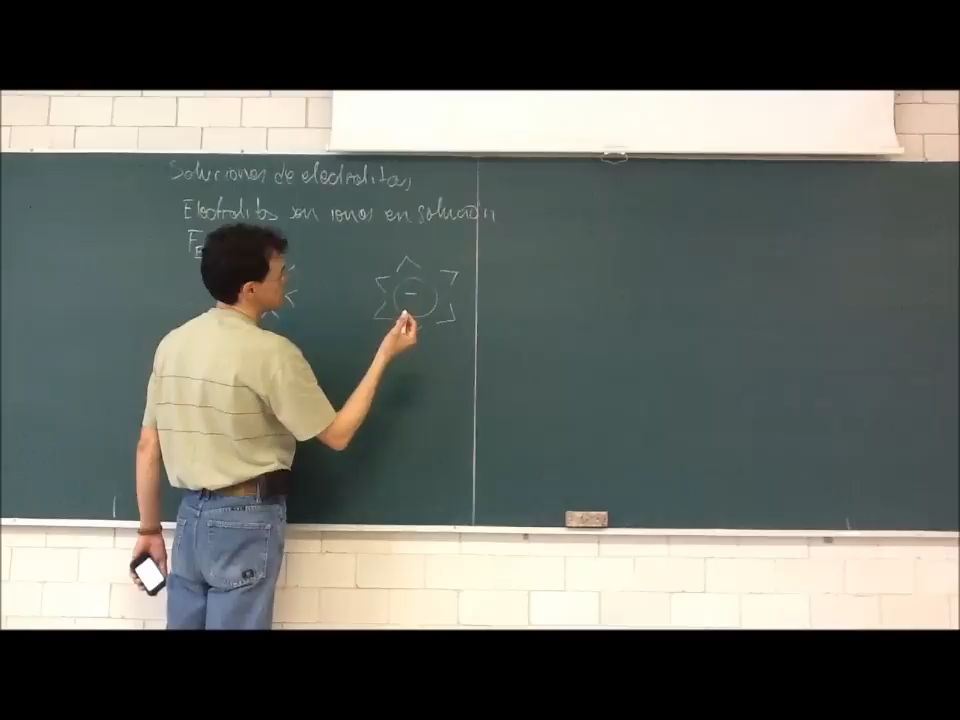 Soluciones de electrolitos
Electrolitos son iones en solución
F
−